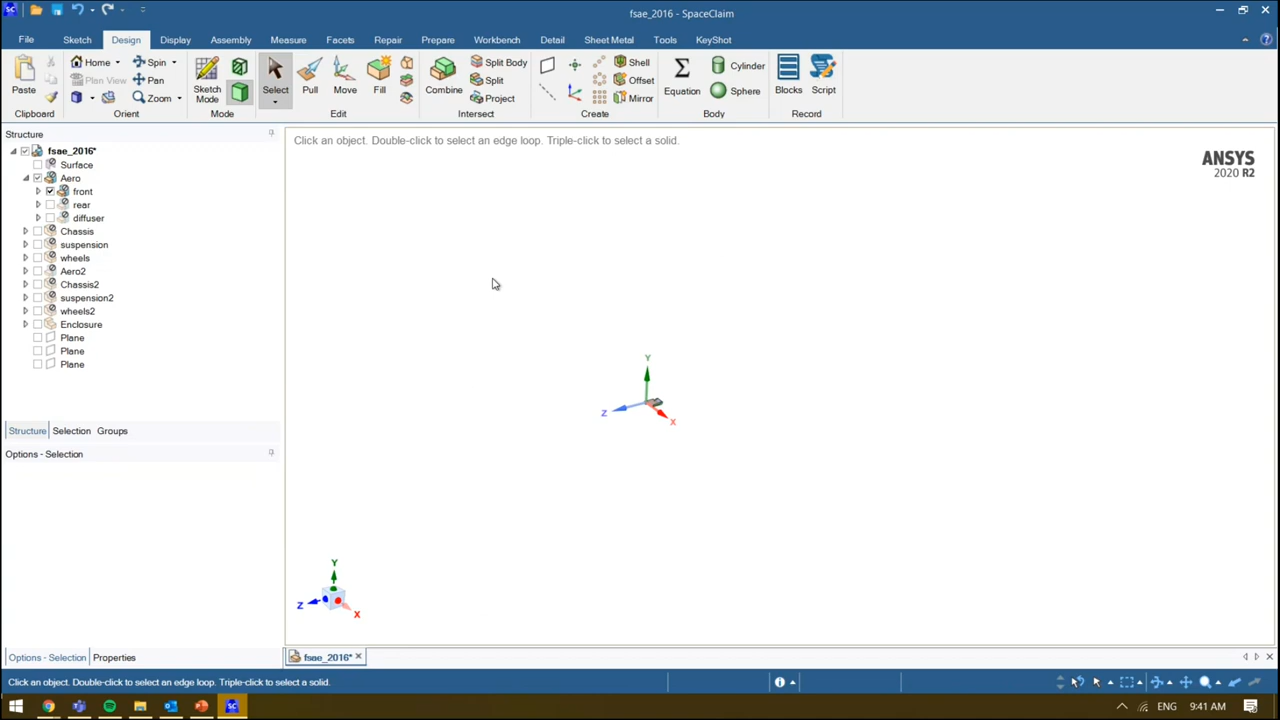 fsae_2016 - SpaceClaim
File Sketch Design Display Assembly Measure Facets Repair Prepare Workbench Detail Sheet Metal Tools KeyShot
Paste
Clipboard
Home
Plan View
Spin
Pan
Zoom
Orient
Sketch Mode
Mode
Select
Pull
Move
Fill
Edit
Combine
Split Body
Split
Project
Intersect
Shell
Offset
Mirror
Create
Equation
Cylinder
Sphere
Body
Blocks
Script
Record
Structure
fsae_2016*
Surface
Aero
front
rear
diffuser
Chassis
suspension
wheels
Aero2
Chassis2
suspension2
wheels2
Enclosure
Plane
Plane
Plane
Structure Selection Groups
Options - Selection
Options - Selection Properties
Click an object. Double-click to select an edge loop. Triple-click to select a solid.
ANSYS
2020 R2
Y
Z
X
Y
Z
X
fsae_2016*
Click an object. Double-click to select an edge loop. Triple-click to select a solid.
ENG 9:41 AM